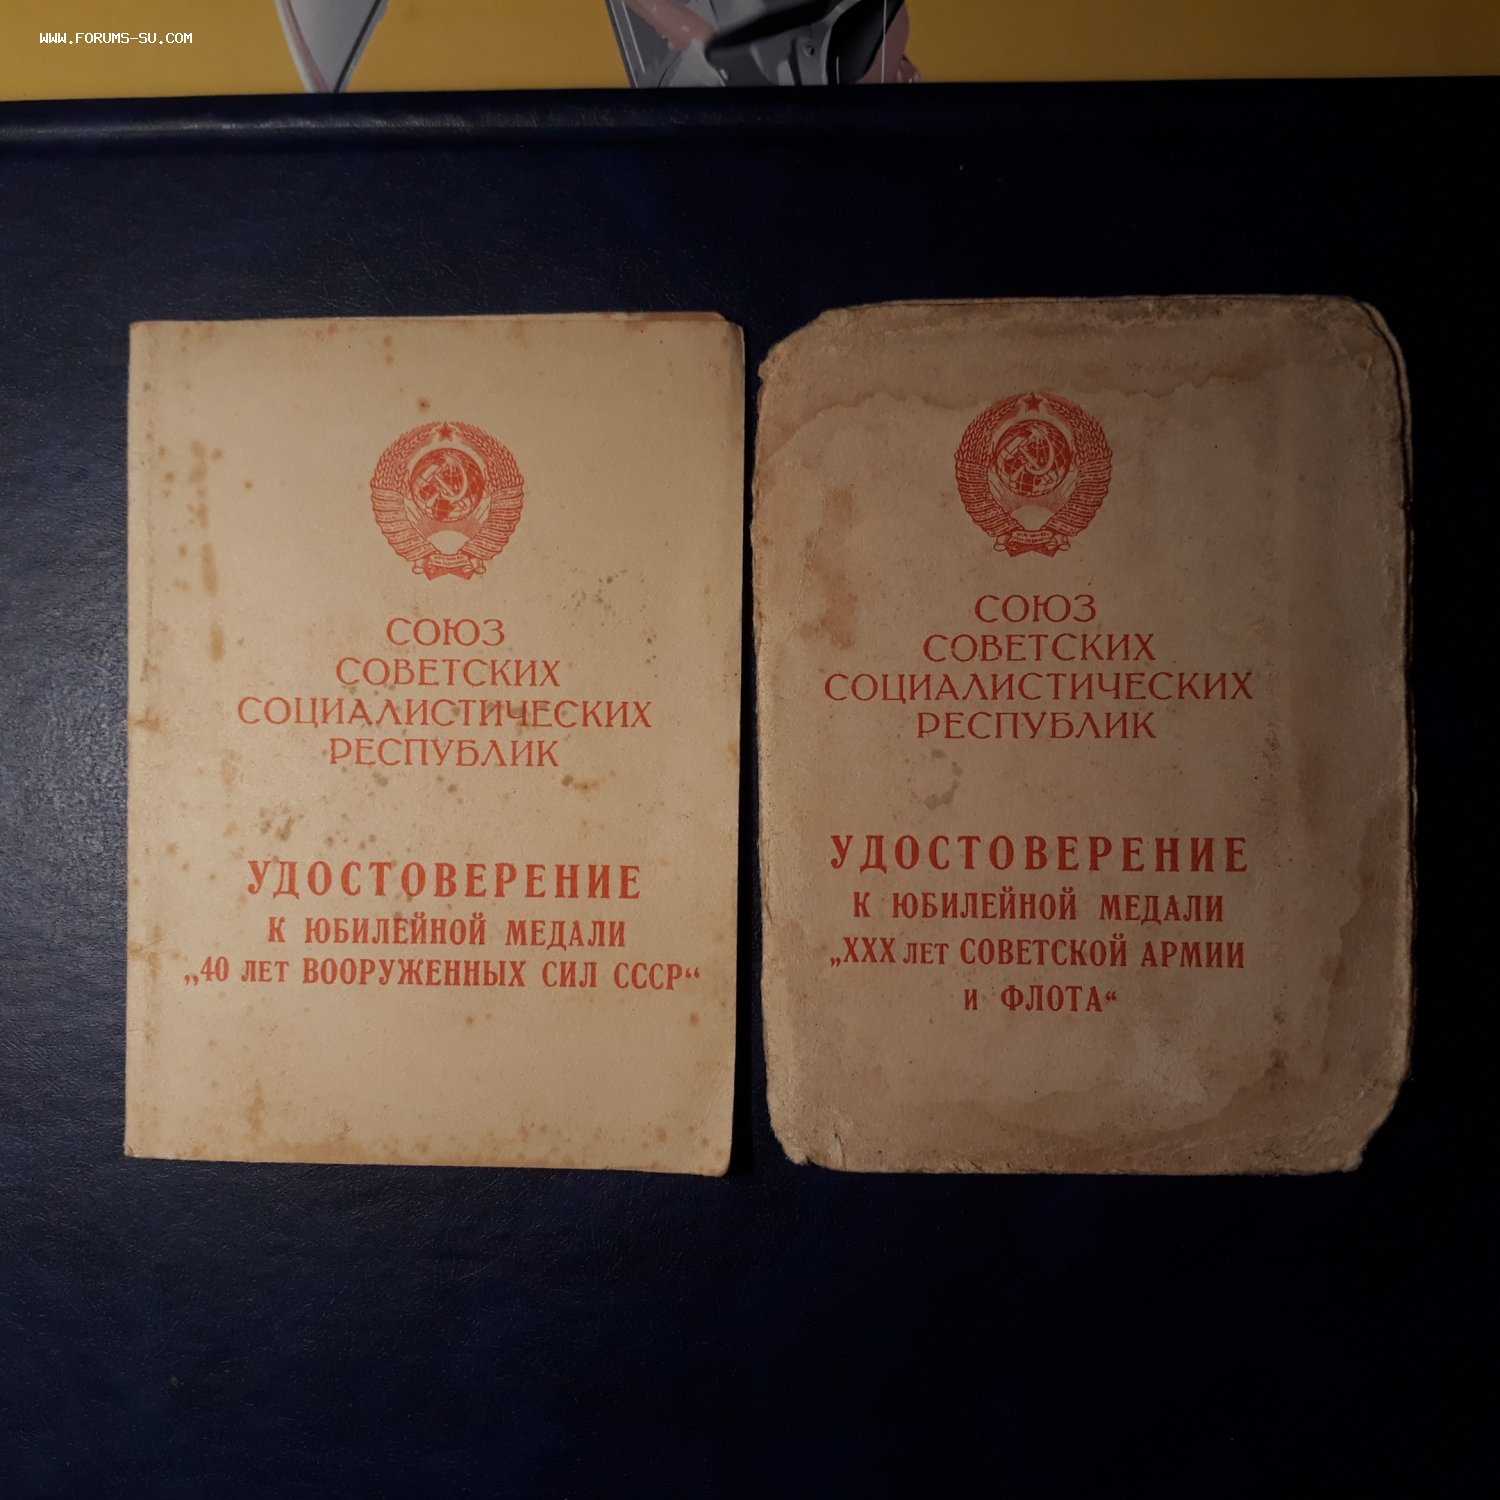 WWW.FORUMS-SU.COM
СОЮЗ
СОВЕТСКИХ
СОЦИАЛИСТИЧЕСКИХ
РЕСПУБЛИК
УДОСТОВЕРЕНИЕ
К ЮБИЛЕЙНОЙ МЕДАЛИ
„40 ЛЕТ ВООРУЖЕННЫХ СИЛ СССР“
СОЮЗ
СОВЕТСКИХ
СОЦИАЛИСТИЧЕСКИХ
РЕСПУБЛИК
УДОСТОВЕРЕНИЕ
К ЮБИЛЕЙНОЙ МЕДАЛИ
„XXX лет СОВЕТСКОЙ АРМИИ
и ФЛОТА“